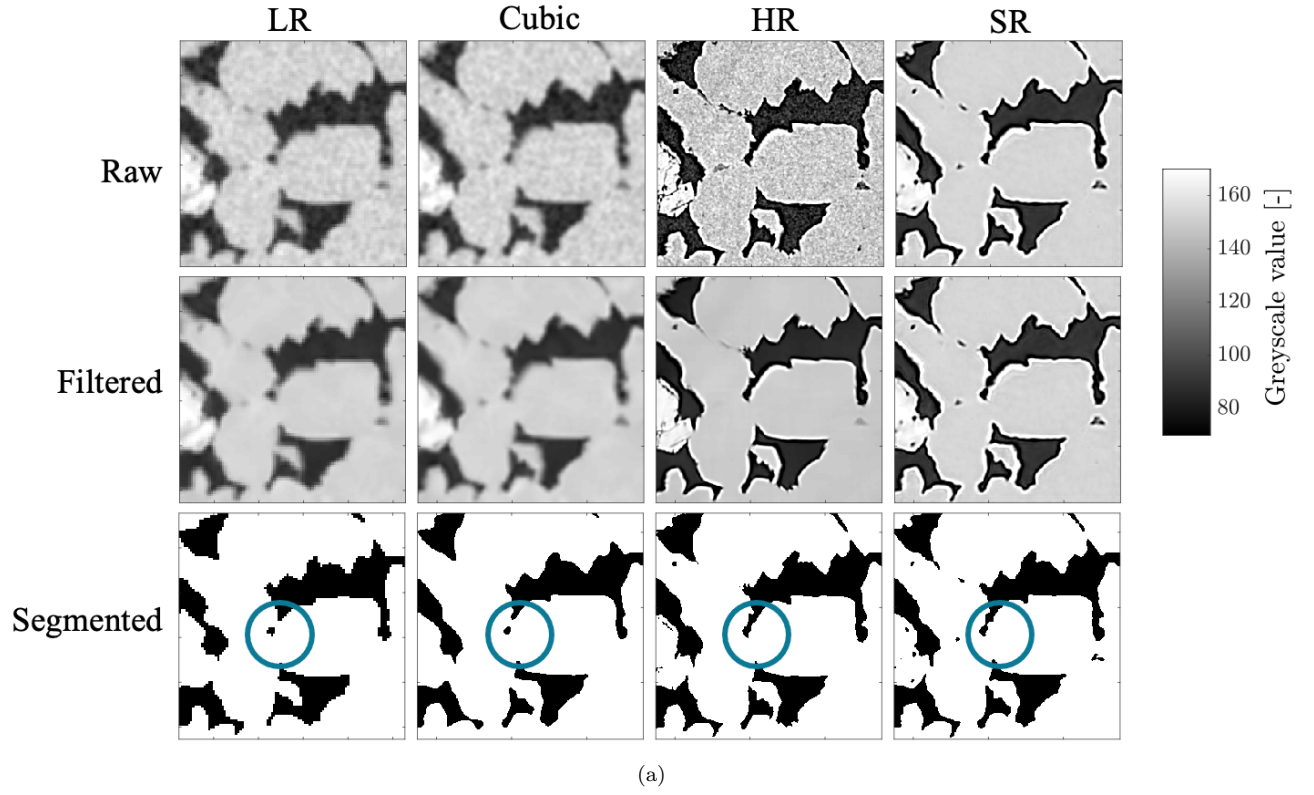 LR Cubic HR SR
Raw
Filtered
Segmented
160
140
120
100
80
Greyscale value [-]
(a)